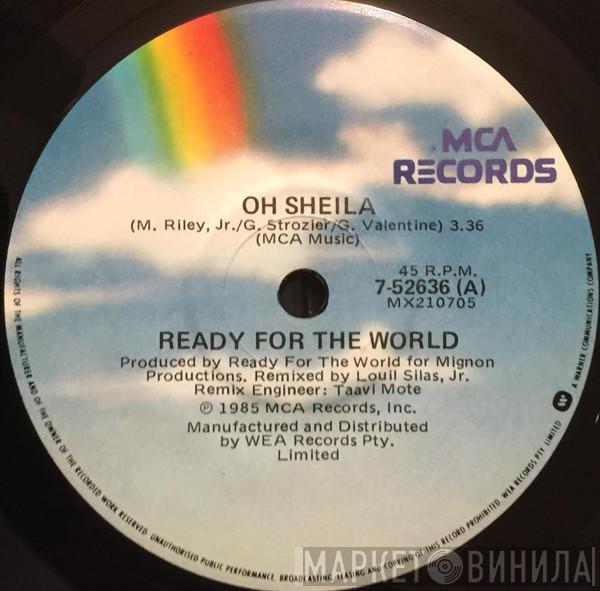 MCA
RECORDS
OH SHEILA
(M. Riley, Jr./G. Strozier/G. Valentine) 3.36
(MCA Music)
45 R.P.M.
7-52636 (A)
MX210705
READY FOR THE WORLD
Produced by Ready For The World for Mignon
Productions. Remixed by Louil Silas, Jr.
Remix Engineer: Taavi Mote
℗ 1985 MCA Records, Inc.
Manufactured and Distributed
by WEA Records Pty.
Limited
ALL RIGHTS OF THE MANUFACTURER AND OF THE OWNER OF THE RECORDED WORK RESERVED. UNAUTHORISED PUBLIC PERFORMANCE, BROADCASTING, LEASING AND COPYING OF THIS RECORD PROHIBITED. WEA RECORDS PTY. LIMITED
A WARNER COMMUNICATIONS COMPANY
МАРКЕТ ВИНИЛА